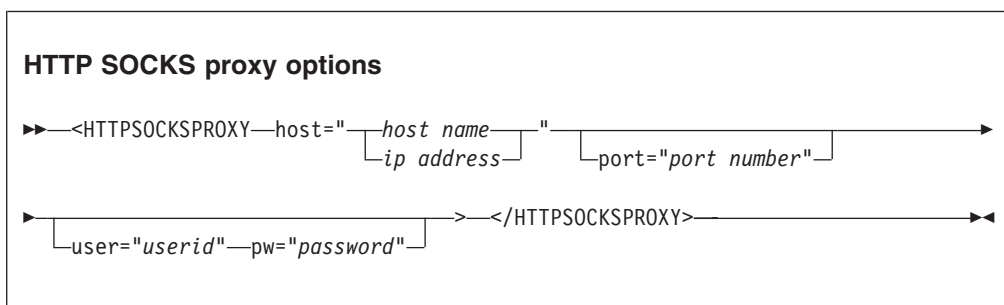 HTTP SOCKS proxy options
<HTTPSOCKSPROXY host=" host name " 
ip address port="port number"
> </HTTPSOCKSPROXY>
user="userid" pw="password"